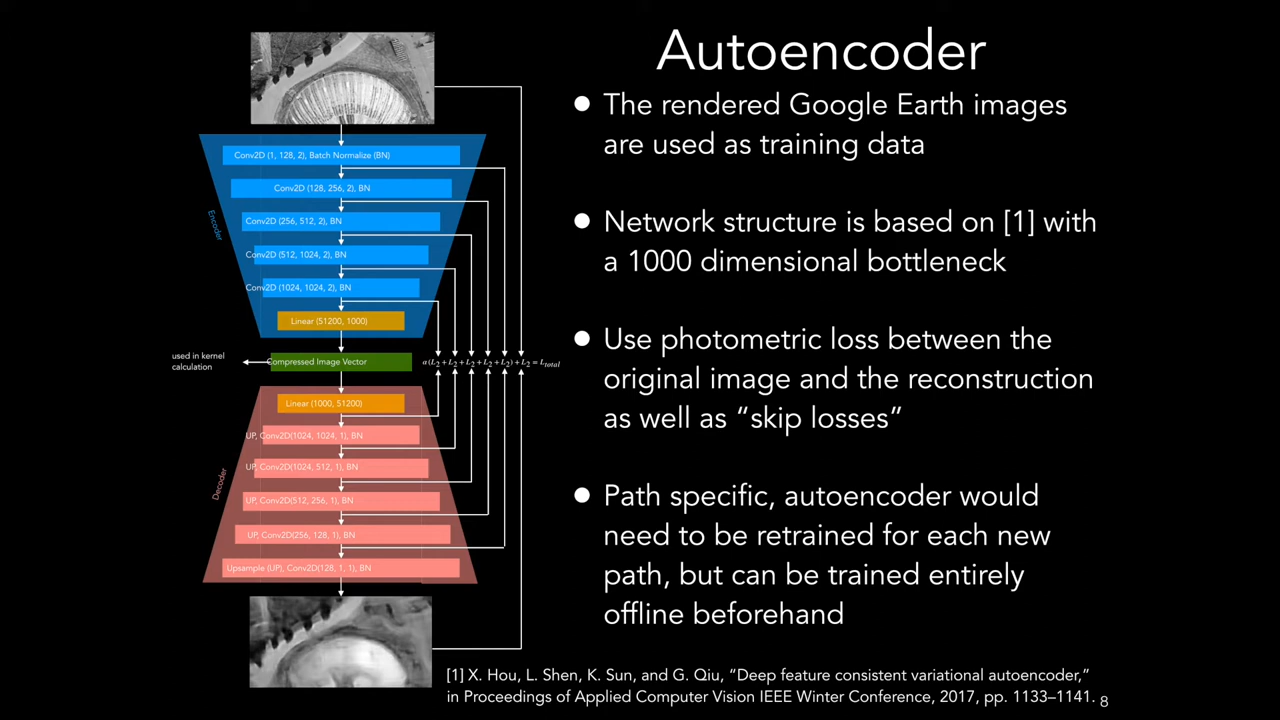 Autoencoder
Conv2D (1, 128, 2), Batch Normalize (BN)
Conv2D (128, 256, 2), BN
Conv2D (256, 512, 2), BN
Conv2D (512, 1024, 2), BN
Conv2D (1024, 1024, 2), BN
Linear (51200, 1000)
Encoder
used in kernel
calculation
Compressed Image Vector
α(L₂ + L₂ + L₂ + L₂ + L₂) + L₂ = Lₜₒₜₐₗ
Linear (1000, 51200)
UP, Conv2D(1024, 1024, 1), BN
UP, Conv2D(1024, 512, 1), BN
UP, Conv2D(512, 256, 1), BN
UP, Conv2D(256, 128, 1), BN
Upsample (UP), Conv2D(128, 1, 1), BN
Decoder
● The rendered Google Earth images
are used as training data
● Network structure is based on [1] with
a 1000 dimensional bottleneck
● Use photometric loss between the
original image and the reconstruction
as well as “skip losses”
● Path specific, autoencoder would
need to be retrained for each new
path, but can be trained entirely
offline beforehand
[1] X. Hou, L. Shen, K. Sun, and G. Qiu, “Deep feature consistent variational autoencoder,”
in Proceedings of Applied Computer Vision IEEE Winter Conference, 2017, pp. 1133–1141.
8